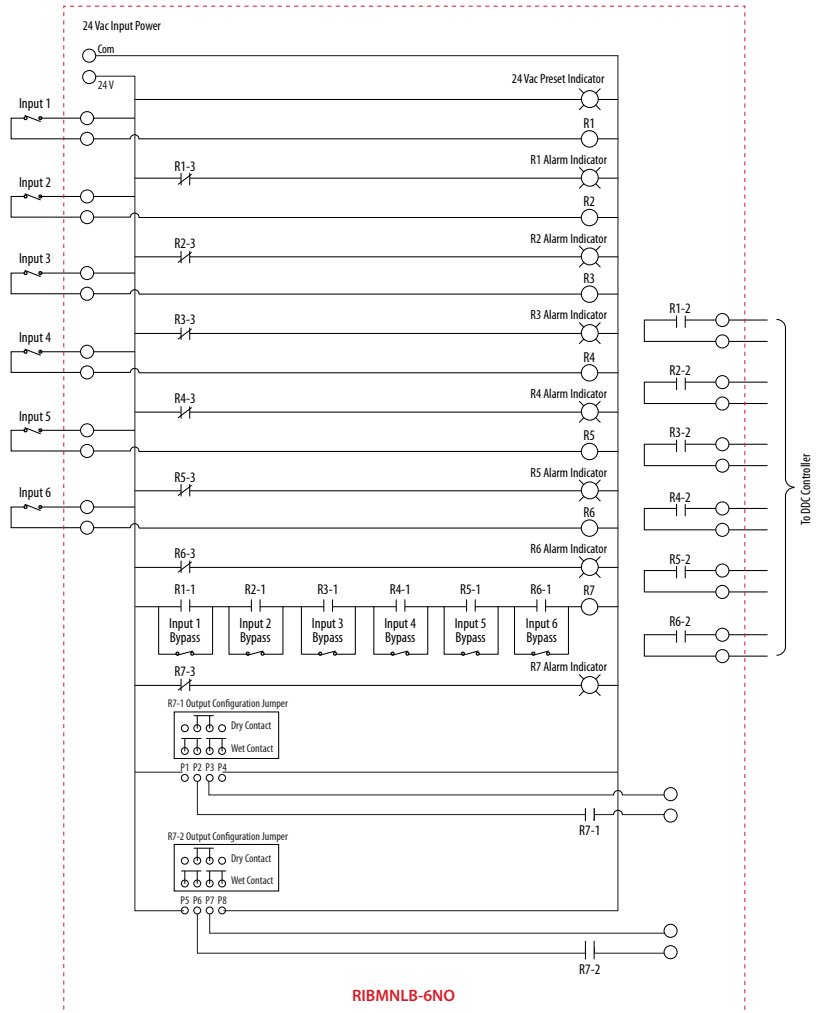 24 Vac Input Power
Com
24 V
24 Vac Preset Indicator
Input 1
R1
R1-3
R1 Alarm Indicator
Input 2
R2
R2-3
R2 Alarm Indicator
Input 3
R3
R3-3
R3 Alarm Indicator
Input 4
R4
R4-3
R4 Alarm Indicator
Input 5
R5
R5-3
R5 Alarm Indicator
Input 6
R6
R6-3
R6 Alarm Indicator
R1-1 R2-1 R3-1 R4-1 R5-1 R6-1 R7
Input 1 Input 2 Input 3 Input 4 Input 5 Input 6
Bypass Bypass Bypass Bypass Bypass Bypass
R7-3
R7 Alarm Indicator
R7-1 Output Configuration Jumper
Dry Contact
Wet Contact
P1 P2 P3 P4
R7-1
R7-2 Output Configuration Jumper
Dry Contact
Wet Contact
P5 P6 P7 P8
R7-2
R1-2
R2-2
R3-2
R4-2
R5-2
R6-2
To DDC Controller
RIBMNLB-6NO